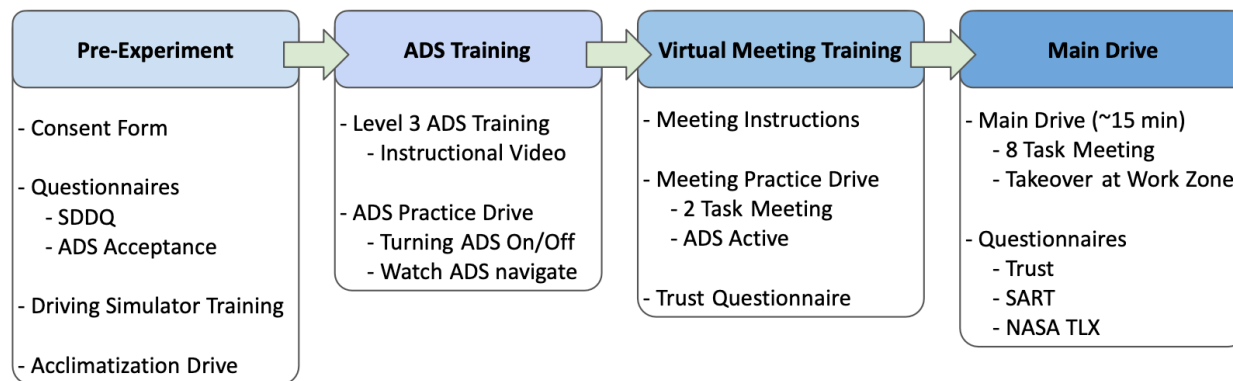 Pre-Experiment
- Consent Form
- Questionnaires
- SDDQ
- ADS Acceptance
- Driving Simulator Training
- Acclimatization Drive
ADS Training
- Level 3 ADS Training
- Instructional Video
- ADS Practice Drive
- Turning ADS On/Off
- Watch ADS navigate
Virtual Meeting Training
- Meeting Instructions
- Meeting Practice Drive
- 2 Task Meeting
- ADS Active
- Trust Questionnaire
Main Drive
- Main Drive (~15 min)
- 8 Task Meeting
- Takeover at Work Zone
- Questionnaires
- Trust
- SART
- NASA TLX